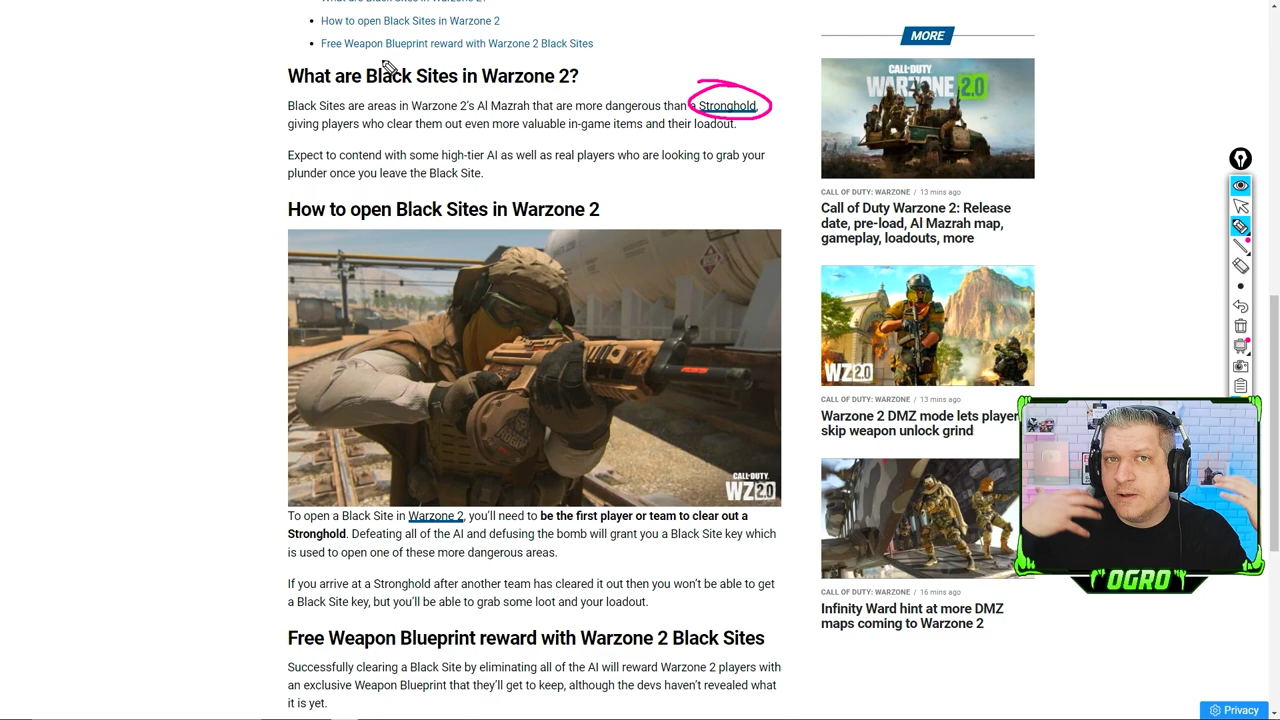 How to open Black Sites in Warzone 2
Free Weapon Blueprint reward with Warzone 2 Black Sites
What are Black Sites in Warzone 2?
Black Sites are areas in Warzone 2's Al Mazrah that are more dangerous than a Stronghold,
giving players who clear them out even more valuable in-game items and their loadout.
Expect to contend with some high-tier AI as well as real players who are looking to grab your
plunder once you leave the Black Site.
How to open Black Sites in Warzone 2
CALL OF DUTY
WZ 2.0
To open a Black Site in Warzone 2, you'll need to be the first player or team to clear out a
Stronghold. Defeating all of the AI and defusing the bomb will grant you a Black Site key which
is used to open one of these more dangerous areas.
If you arrive at a Stronghold after another team has cleared it out then you won't be able to get
a Black Site key, but you'll be able to grab some loot and your loadout.
Free Weapon Blueprint reward with Warzone 2 Black Sites
Successfully clearing a Black Site by eliminating all of the AI will reward Warzone 2 players with
an exclusive Weapon Blueprint that they'll get to keep, although the devs haven't revealed what
it is yet.
MORE
CALL OF DUTY
WARZONE 2.0
CALL OF DUTY: WARZONE / 13 mins ago
Call of Duty Warzone 2: Release
date, pre-load, Al Mazrah map,
gameplay, loadouts, more
WZ 2.0
CALL OF DUTY: WARZONE / 13 mins ago
Warzone 2 DMZ mode lets player
skip weapon unlock grind
CALL OF DUTY: WARZONE / 16 mins ago
Infinity Ward hint at more DMZ
maps coming to Warzone 2
"OGRO"
Privacy